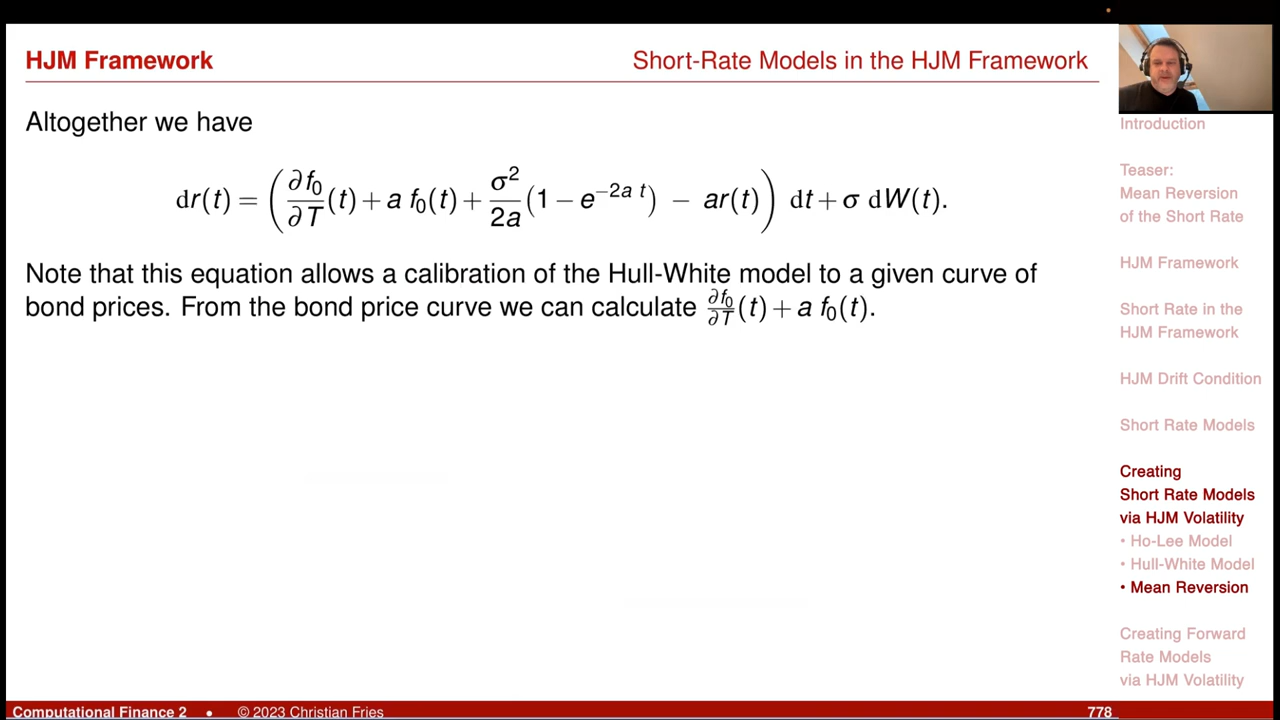 HJM Framework
Short-Rate Models in the HJM Framework
Altogether we have
dr(t) = ( ∂f₀/∂T (t) + a f₀(t) + σ²/2a (1 − e^{−2a t}) − ar(t) ) dt + σ dW(t).
Note that this equation allows a calibration of the Hull-White model to a given curve of
bond prices. From the bond price curve we can calculate ∂f₀/∂T (t) + a f₀(t).
Introduction
Teaser:
Mean Reversion
of the Short Rate
HJM Framework
Short Rate in the
HJM Framework
HJM Drift Condition
Short Rate Models
Creating
Short Rate Models
via HJM Volatility
• Ho-Lee Model
• Hull-White Model
• Mean Reversion
Creating Forward
Rate Models
via HJM Volatility
Computational Finance 2 • © 2023 Christian Fries
778